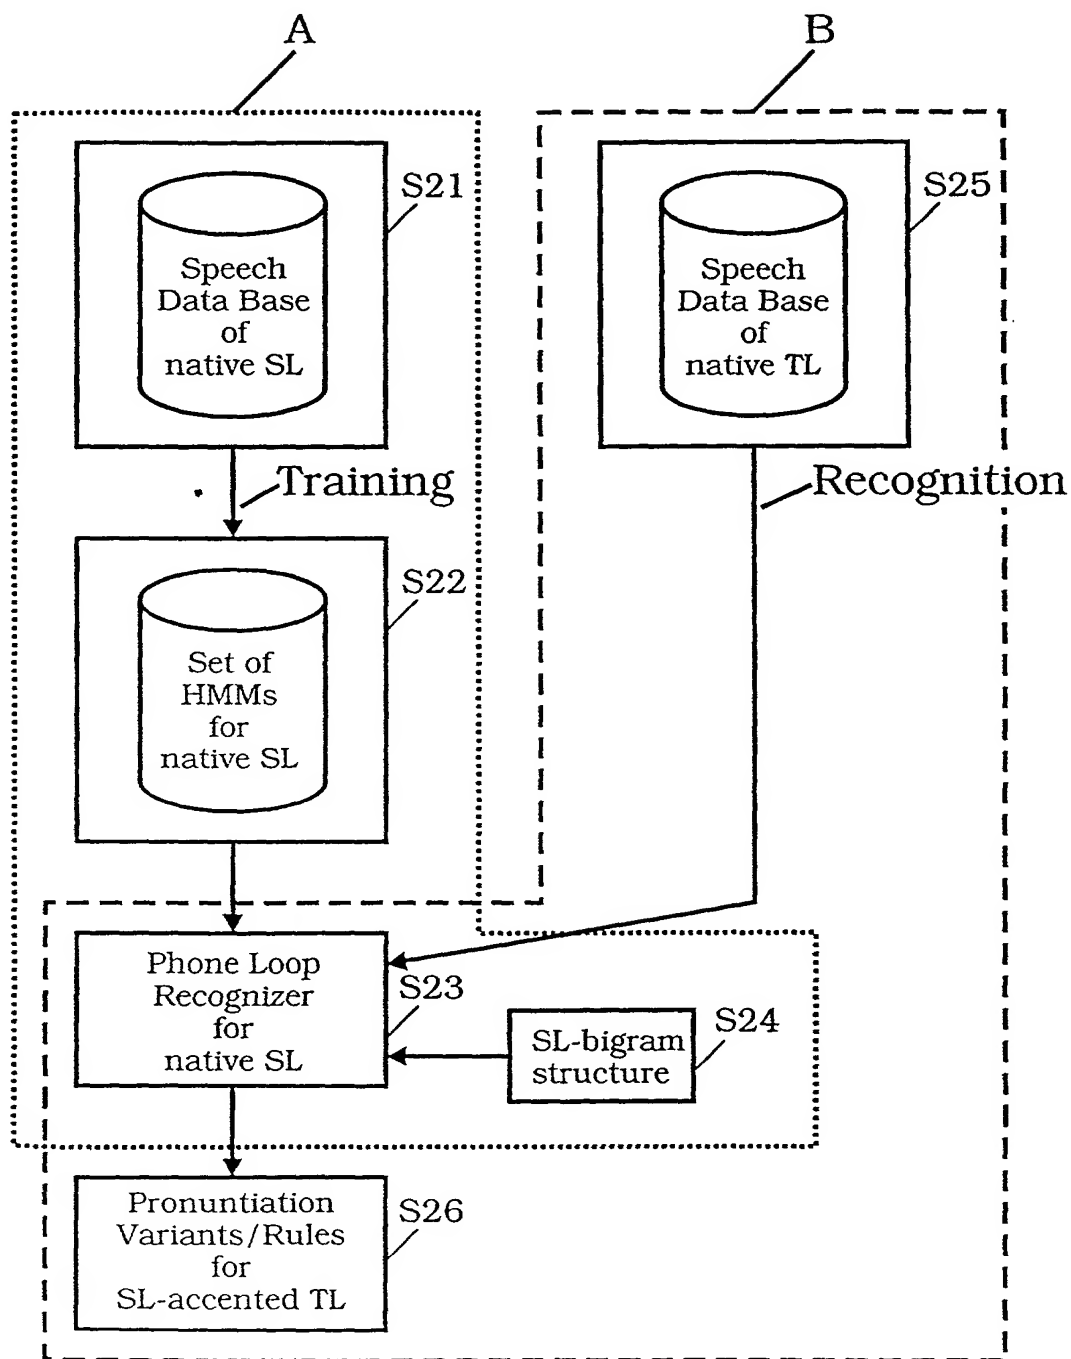 A
B
S21
S25
Speech
Data Base
of
native SL
Speech
Data Base
of
native TL
Training
Recognition
S22
Set of
HMMs
for
native SL
Phone Loop
Recognizer
for
native SL
S23
SL-bigram
structure
S24
Pronuntiation
Variants/Rules
for
SL-accented TL
S26